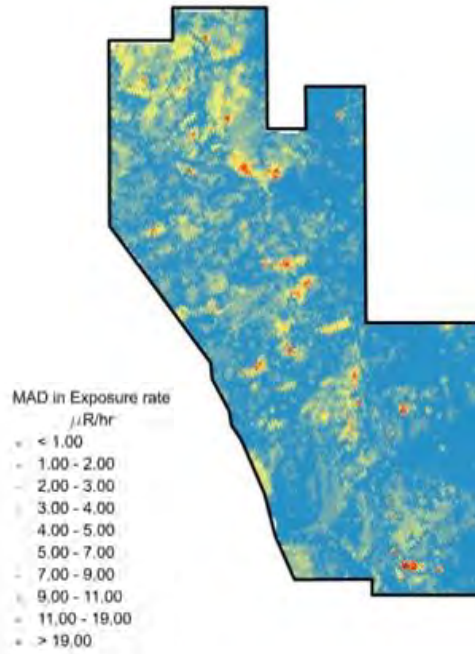 MAD in Exposure rate
μR/hr
< 1.00
1.00 - 2.00
2.00 - 3.00
3.00 - 4.00
4.00 - 5.00
5.00 - 7.00
7.00 - 9.00
9.00 - 11.00
11.00 - 19.00
> 19.00